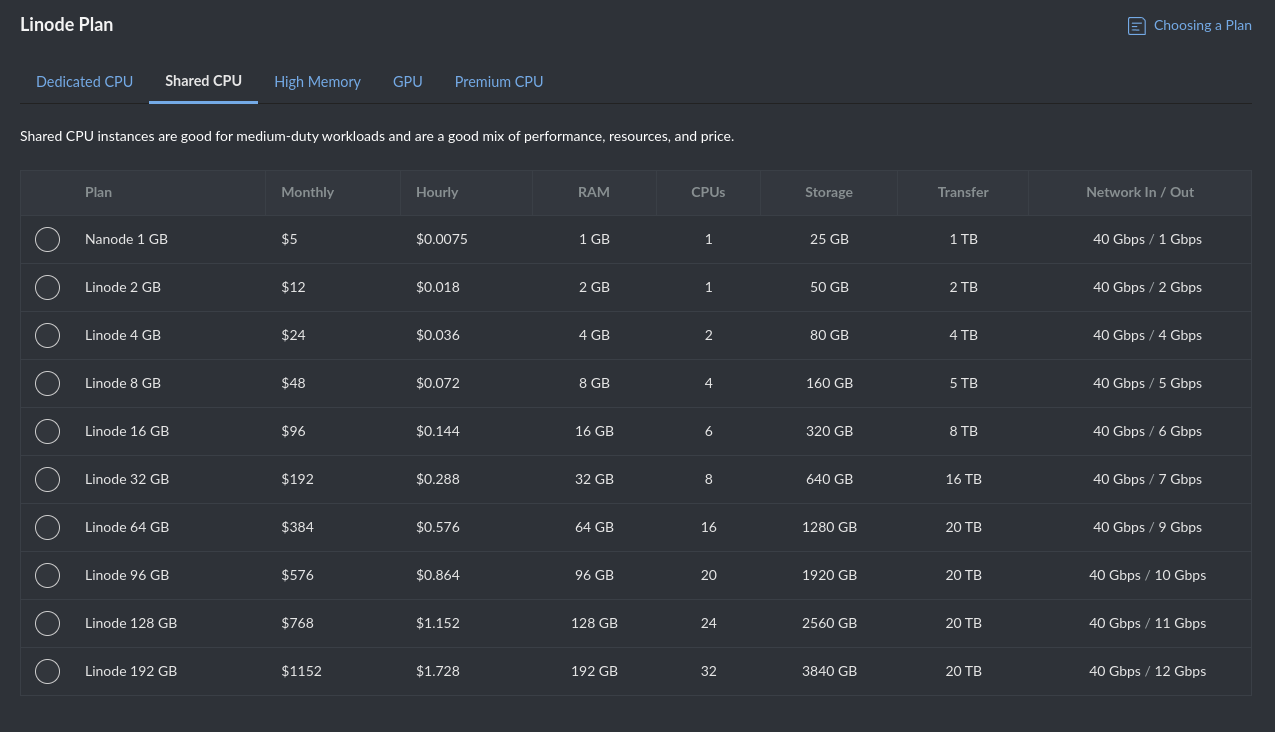 Linode Plan
Choosing a Plan
Dedicated CPU Shared CPU High Memory GPU Premium CPU
Shared CPU instances are good for medium-duty workloads and are a good mix of performance, resources, and price.
Plan Monthly Hourly RAM CPUs Storage Transfer Network In / Out
Nanode 1 GB $5 $0.0075 1 GB 1 25 GB 1 TB 40 Gbps / 1 Gbps
Linode 2 GB $12 $0.018 2 GB 1 50 GB 2 TB 40 Gbps / 2 Gbps
Linode 4 GB $24 $0.036 4 GB 2 80 GB 4 TB 40 Gbps / 4 Gbps
Linode 8 GB $48 $0.072 8 GB 4 160 GB 5 TB 40 Gbps / 5 Gbps
Linode 16 GB $96 $0.144 16 GB 6 320 GB 8 TB 40 Gbps / 6 Gbps
Linode 32 GB $192 $0.288 32 GB 8 640 GB 16 TB 40 Gbps / 7 Gbps
Linode 64 GB $384 $0.576 64 GB 16 1280 GB 20 TB 40 Gbps / 9 Gbps
Linode 96 GB $576 $0.864 96 GB 20 1920 GB 20 TB 40 Gbps / 10 Gbps
Linode 128 GB $768 $1.152 128 GB 24 2560 GB 20 TB 40 Gbps / 11 Gbps
Linode 192 GB $1152 $1.728 192 GB 32 3840 GB 20 TB 40 Gbps / 12 Gbps